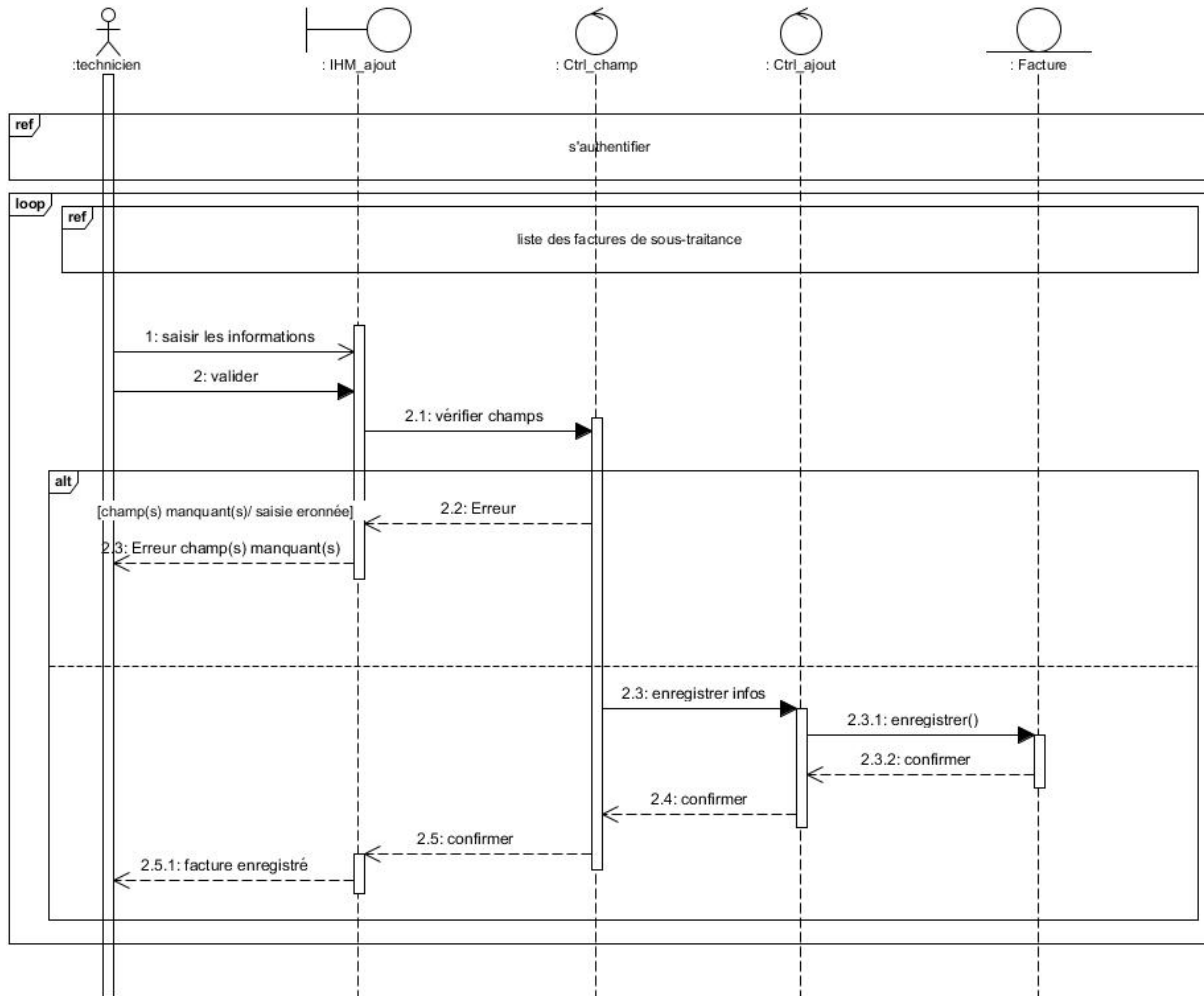 :technicien
: IHM_ajout
: Ctrl_champ
: Ctrl_ajout
: Facture
ref
s'authentifier
loop
ref
liste des factures de sous-traitance
1: saisir les informations
2: valider
2.1: vérifier champs
alt
[champ(s) manquant(s)/ saisie eronnée]
2.2: Erreur
2.3: Erreur champ(s) manquant(s)
2.3: enregistrer infos
2.3.1: enregistrer()
2.3.2: confirmer
2.4: confirmer
2.5: confirmer
2.5.1: facture enregistré